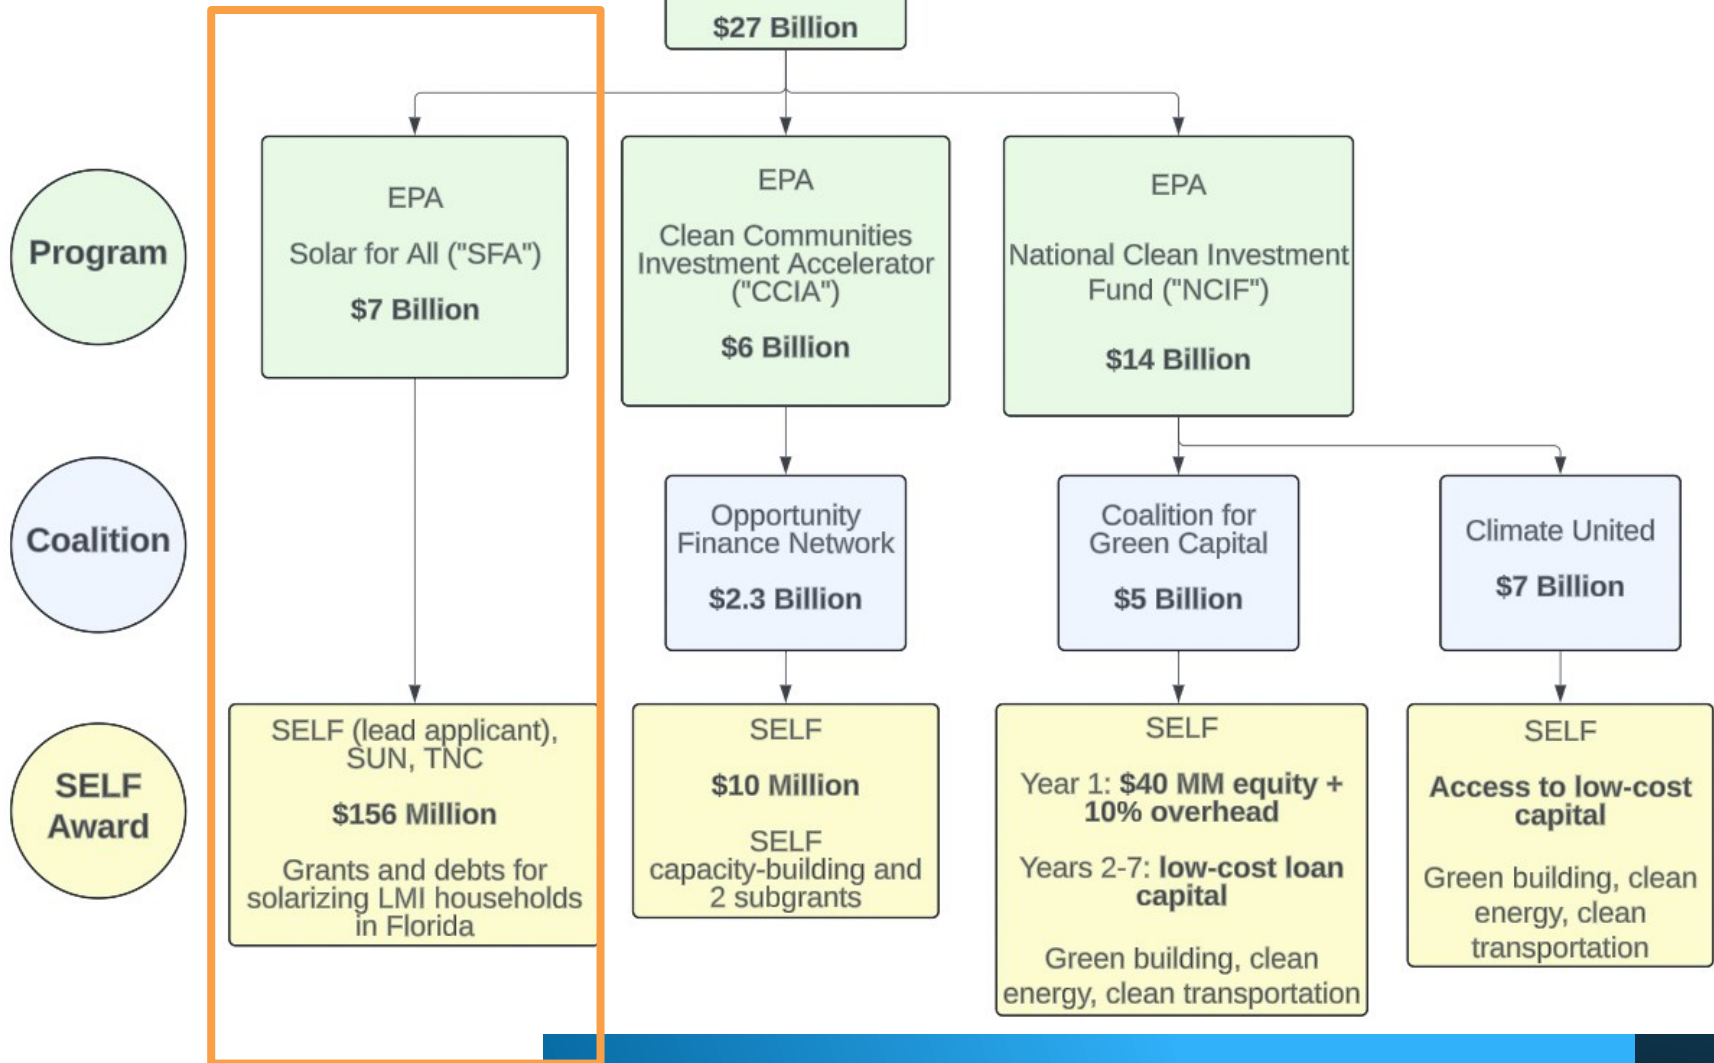 $27 Billion
Program
EPA
Solar for All ("SFA")
$7 Billion
EPA
Clean Communities
Investment Accelerator
("CCIA")
$6 Billion
EPA
National Clean Investment
Fund ("NCIF")
$14 Billion
Coalition
Opportunity
Finance Network
$2.3 Billion
Coalition for
Green Capital
$5 Billion
Climate United
$7 Billion
SELF
Award
SELF (lead applicant),
SUN, TNC
$156 Million
Grants and debts for
solarizing LMI households
in Florida
SELF
$10 Million
SELF
capacity-building and
2 subgrants
SELF
Year 1: $40 MM equity +
10% overhead
Years 2-7: low-cost loan
capital
Green building, clean
energy, clean transportation
SELF
Access to low-cost
capital
Green building, clean
energy, clean
transportation